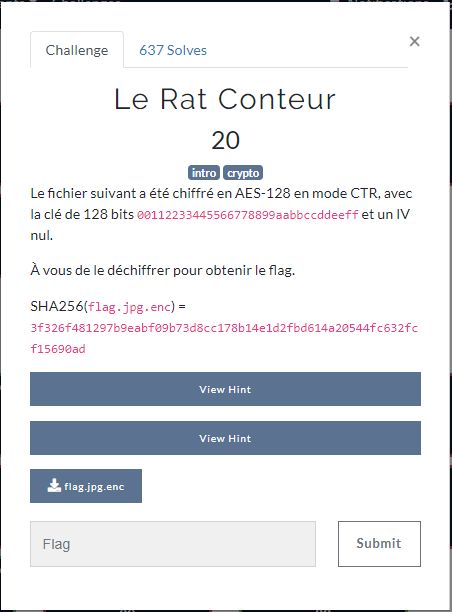 Challenge
637 Solves
×
Le Rat Conteur
20
intro crypto
Le fichier suivant a été chiffré en AES-128 en mode CTR, avec
la clé de 128 bits 00112233445566778899aabbccddeeff et un IV
nul.
À vous de le déchiffrer pour obtenir le flag.
SHA256(flag.jpg.enc) =
3f326f481297b9eabf09b73d8cc178b14e1d2fbd614a20544fc632fc
f15690ad
View Hint
View Hint
flag.jpg.enc
Flag
Submit